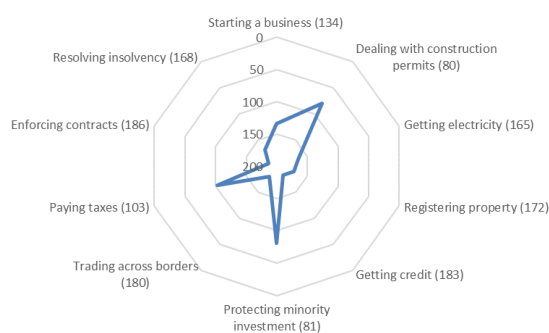 Starting a business (134)
0
Dealing with construction
permits (80)
50
Resolving insolvency (168)
100
Enforcing contracts (186)
Getting electricity (165)
150
200
Paying taxes (103)
Registering property (172)
Trading across borders
(180)
Getting credit (183)
Protecting minority
investment (81)